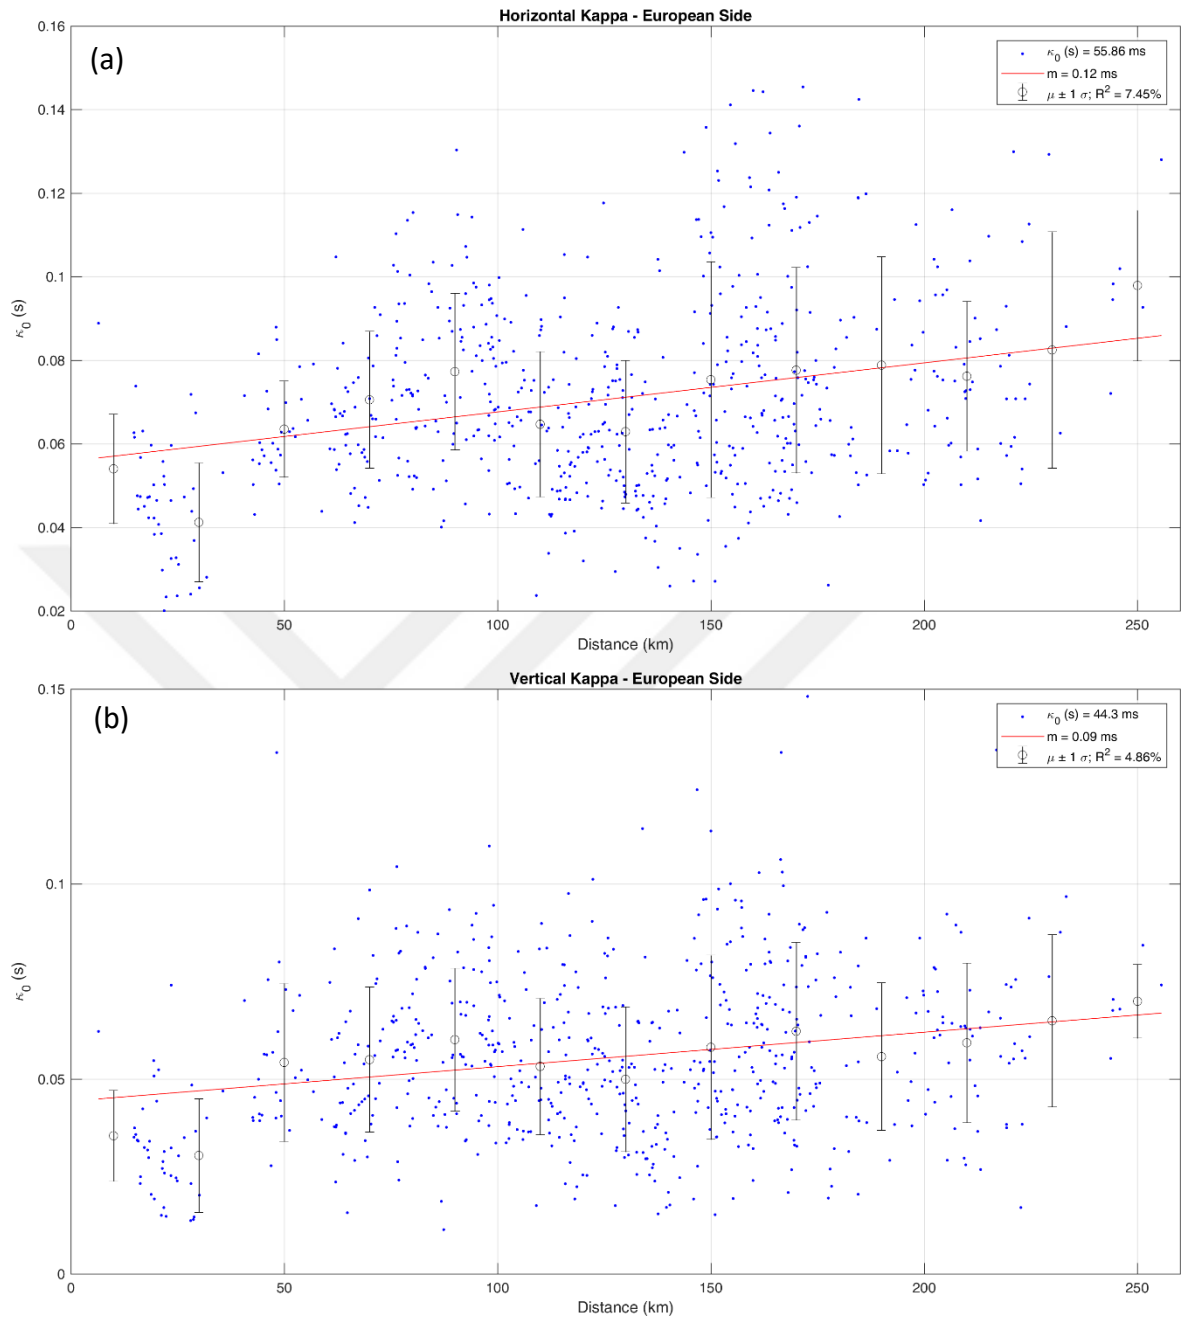 Horizontal Kappa - European Side
(a)
κ₀ (s) = 55.86 ms
m = 0.12 ms
μ ± 1 σ; R² = 7.45%
0.16
0.14
0.12
0.1
0.08
0.06
0.04
0.02
κ₀ (s)
0 50 100 150 200 250
Distance (km)
Vertical Kappa - European Side
(b)
κ₀ (s) = 44.3 ms
m = 0.09 ms
μ ± 1 σ; R² = 4.86%
0.15
0.1
0.05
0
κ₀ (s)
0 50 100 150 200 250
Distance (km)